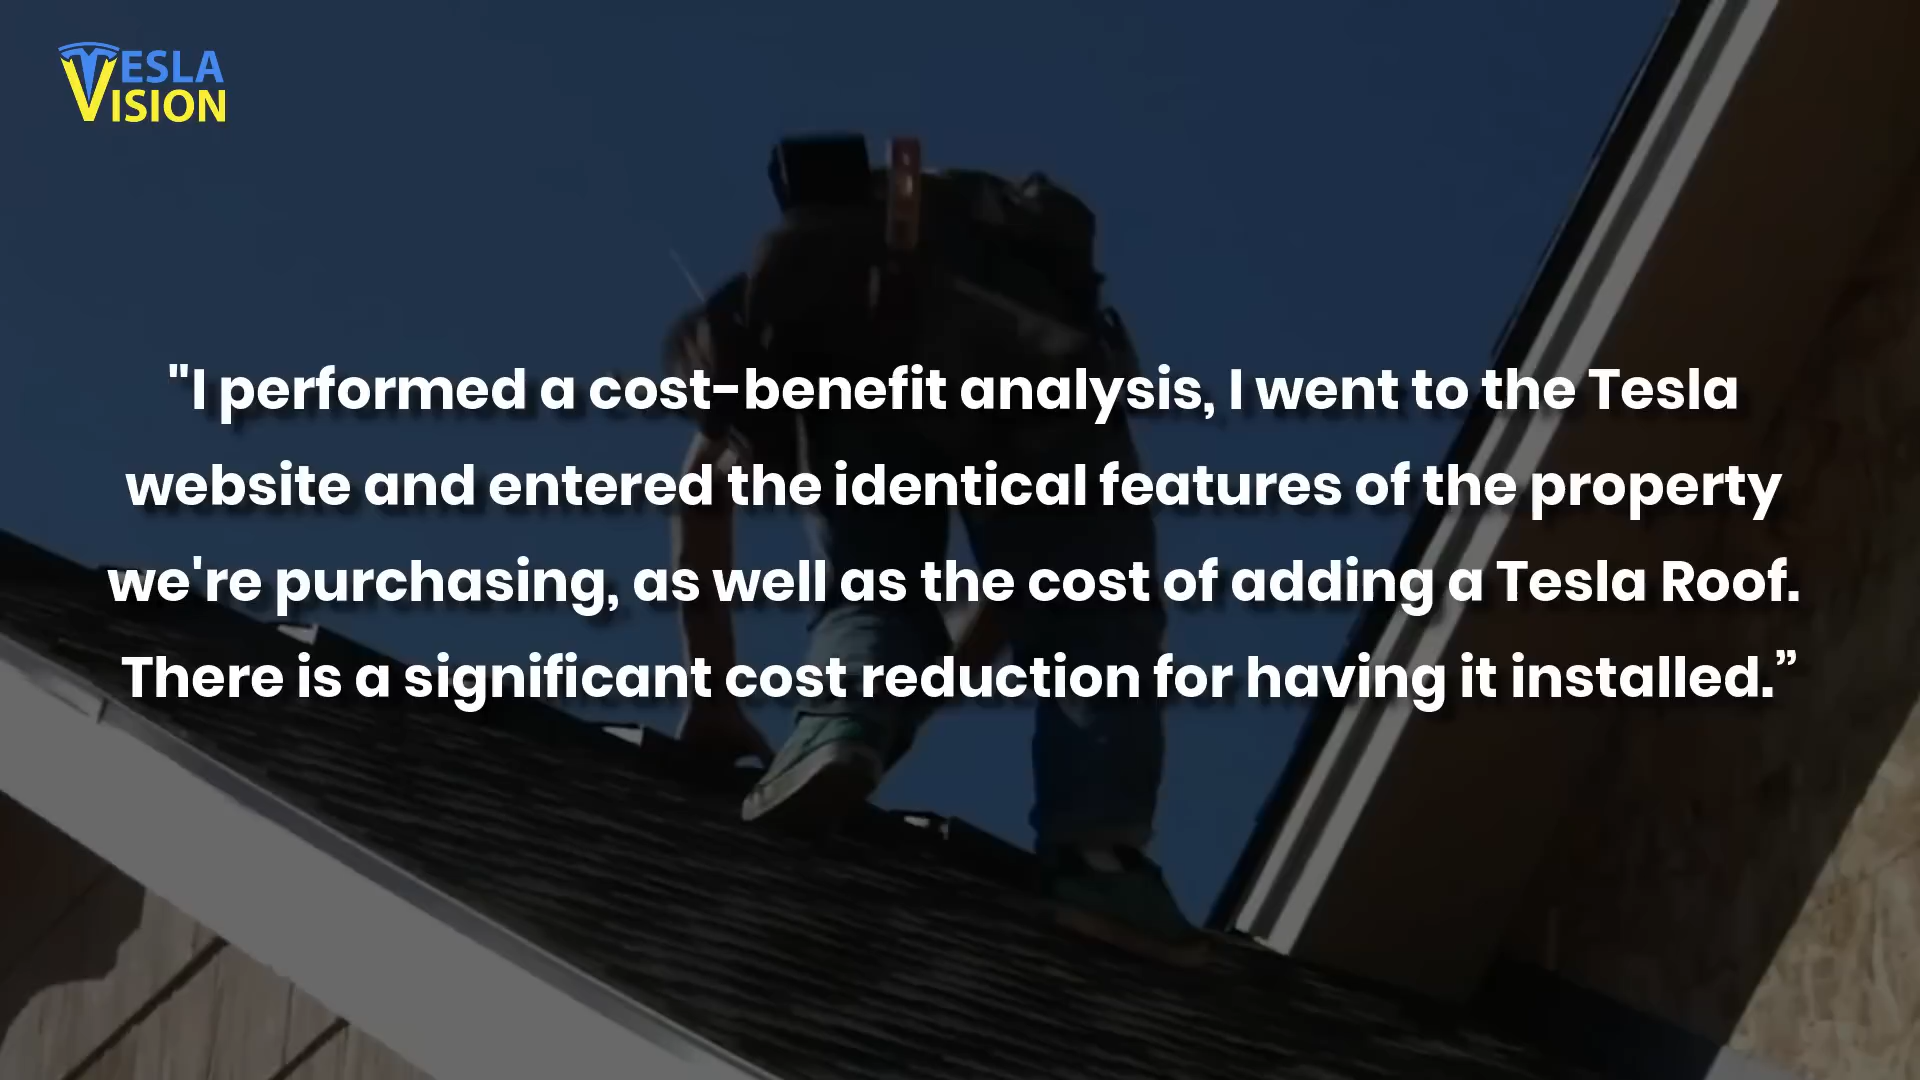 TESLA
VISION
"I performed a cost-benefit analysis, I went to the Tesla
website and entered the identical features of the property
we're purchasing, as well as the cost of adding a Tesla Roof.
There is a significant cost reduction for having it installed.”